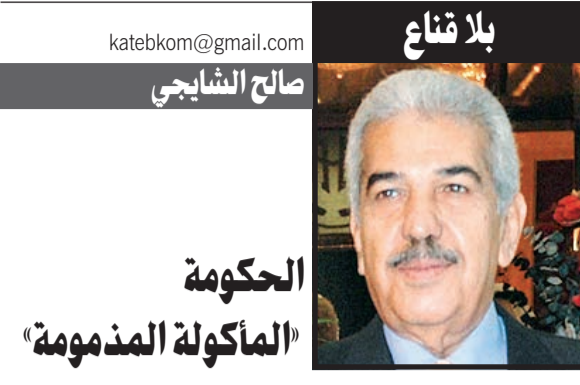 بلا قناع
katebkom@gmail.com
صالح الشايجي
الحكومة
«المأكولة المذمومة»